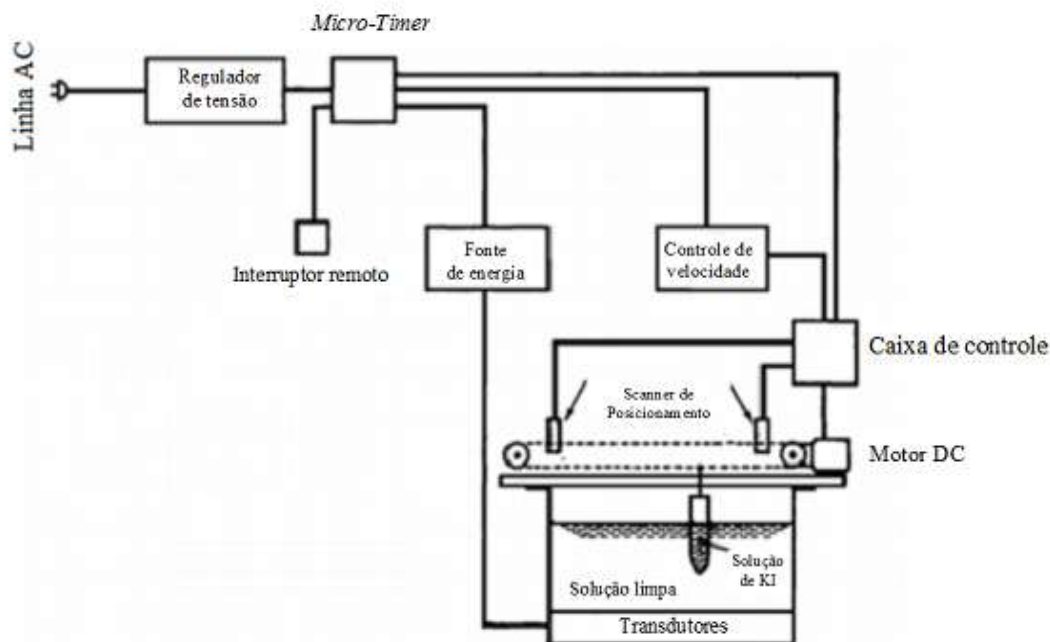 Micro-Timer
Linha AC
Regulador
de tensão
Interruptor remoto
Fonte
de energia
Controle de
velocidade
Caixa de controle
Scanner de
Posicionamento
Motor DC
Solução
de KI
Solução limpa
Transdutores